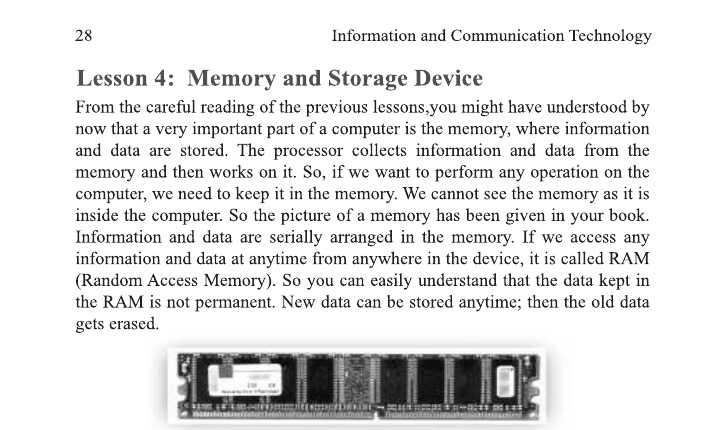 28
Information and Communication Technology
Lesson 4: Memory and Storage Device
From the careful reading of the previous lessons,you might have understood by
now that a very important part of a computer is the memory, where information
and data are stored. The processor collects information and data from the
memory and then works on it. So, if we want to perform any operation on the
computer, we need to keep it in the memory. We cannot see the memory as it is
inside the computer. So the picture of a memory has been given in your book.
Information and data are serially arranged in the memory. If we access any
information and data at anytime from anywhere in the device, it is called RAM
(Random Access Memory). So you can easily understand that the data kept in
the RAM is not permanent. New data can be stored anytime; then the old data
gets erased.